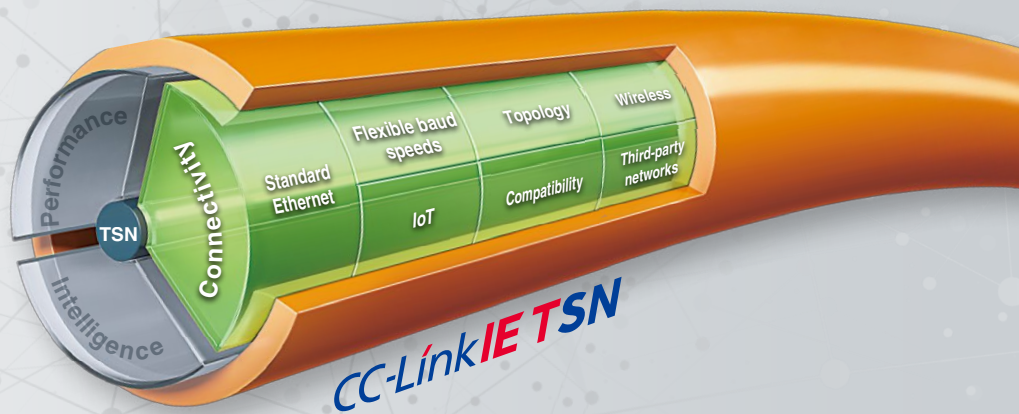 Performance
TSN
Intelligence
Connectivity
Standard
Ethernet
Flexible baud
speeds
IoT
Topology
Compatibility
Wireless
Third-party
networks
CC-Link IE TSN